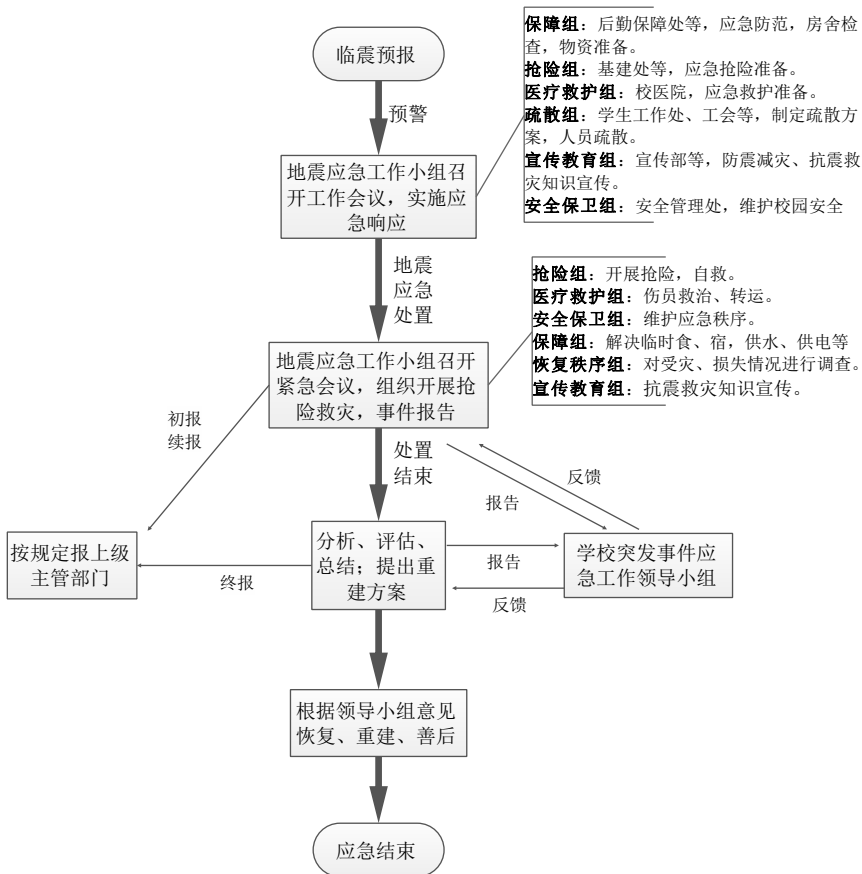 临震预报
预警
地震应急工作小组召
开工作会议，实施应
急响应
保障组：后勤保障处等，应急防范，房舍检
查，物资准备。
抢险组：基建处等，应急抢险准备。
医疗救护组：校医院，应急救护准备。
疏散组：学生工作处、工会等，制定疏散方
案，人员疏散。
宣传教育组：宣传部等，防震减灾、抗震救
灾知识宣传。
安全保卫组：安全管理处，维护校园安全
地震
应急
处置
地震应急工作小组召开
紧急会议，组织开展抢
险救灾，事件报告
抢险组：开展抢险，自救。
医疗救护组：伤员救治、转运。
安全保卫组：维护应急秩序。
保障组：解决临时食、宿，供水、供电等
恢复秩序组：对受灾、损失情况进行调查。
宣传教育组：抗震救灾知识宣传。
初报
续报
处置
结束
反馈
报告
按规定报上级
主管部门
终报
分析、评估、
总结；提出重
建方案
报告
反馈
学校突发事件应
急工作领导小组
根据领导小组意见
恢复、重建、善后
应急结束